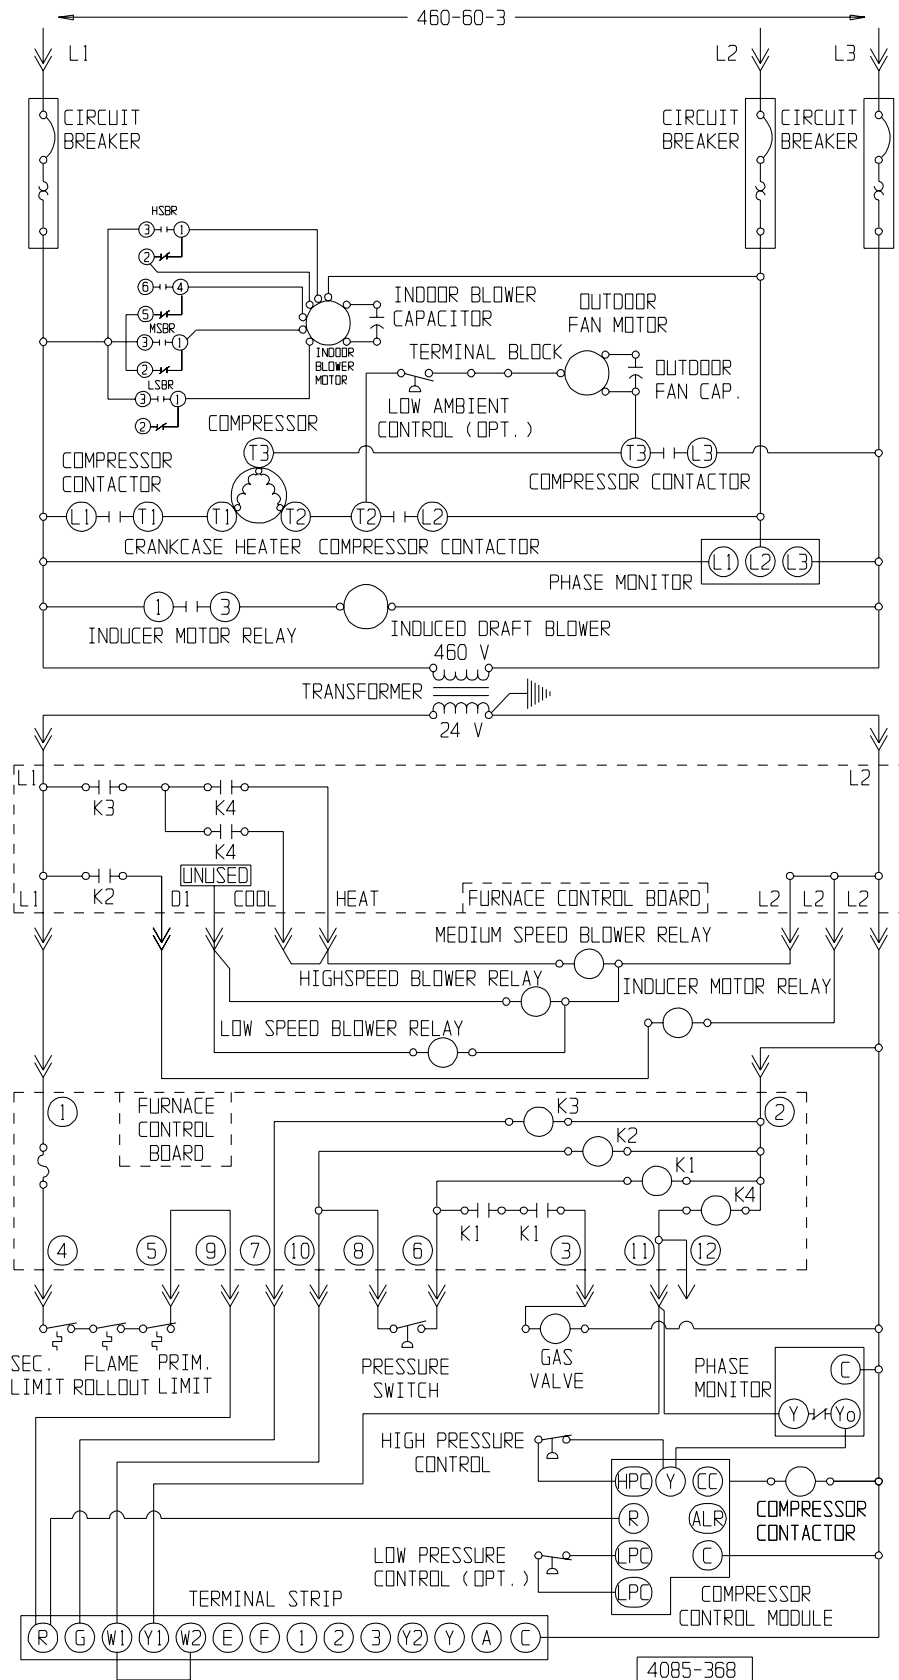 460-60-3
L1
L2
L3
CIRCUIT
BREAKER
CIRCUIT
BREAKER
CIRCUIT
BREAKER
HSBR
3 1
2
6 4
5
MSBR
3 1
2
LSBR
3 1
2
INDOOR
BLOWER
MOTOR
INDOOR BLOWER
CAPACITOR
OUTDOOR
FAN MOTOR
TERMINAL BLOCK
OUTDOOR
FAN CAP.
LOW AMBIENT
CONTROL (OPT.)
COMPRESSOR
T3
T3 L3
COMPRESSOR CONTACTOR
COMPRESSOR
CONTACTOR
L1 T1 T1 T2 T2 L2
CRANKCASE HEATER
COMPRESSOR CONTACTOR
L1 L2 L3
PHASE MONITOR
1 3
INDUCER MOTOR RELAY
INDUCED DRAFT BLOWER
460 V
TRANSFORMER
24 V
L1
L2
K3
K4
K4
K2
UNUSED
L1
D1
COOL
HEAT
FURNACE CONTROL BOARD
L2
L2
L2
MEDIUM SPEED BLOWER RELAY
HIGHSPEED BLOWER RELAY
INDUCER MOTOR RELAY
LOW SPEED BLOWER RELAY
1
FURNACE
CONTROL
BOARD
K3
2
K2
K1
K4
K1
K1
4 5 9 7 10 8 6 3 11 12
SEC.
LIMIT
FLAME
ROLLOUT
PRIM.
LIMIT
PRESSURE
SWITCH
GAS
VALVE
PHASE
MONITOR
C
Y Yo
HIGH PRESSURE
CONTROL
HPC Y CC
R ALR
LPC C
LPC
COMPRESSOR
CONTACTOR
LOW PRESSURE
CONTROL (OPT.)
COMPRESSOR
CONTROL MODULE
TERMINAL STRIP
R G W1 Y1 W2 E F 1 2 3 Y2 Y A C
4085-368